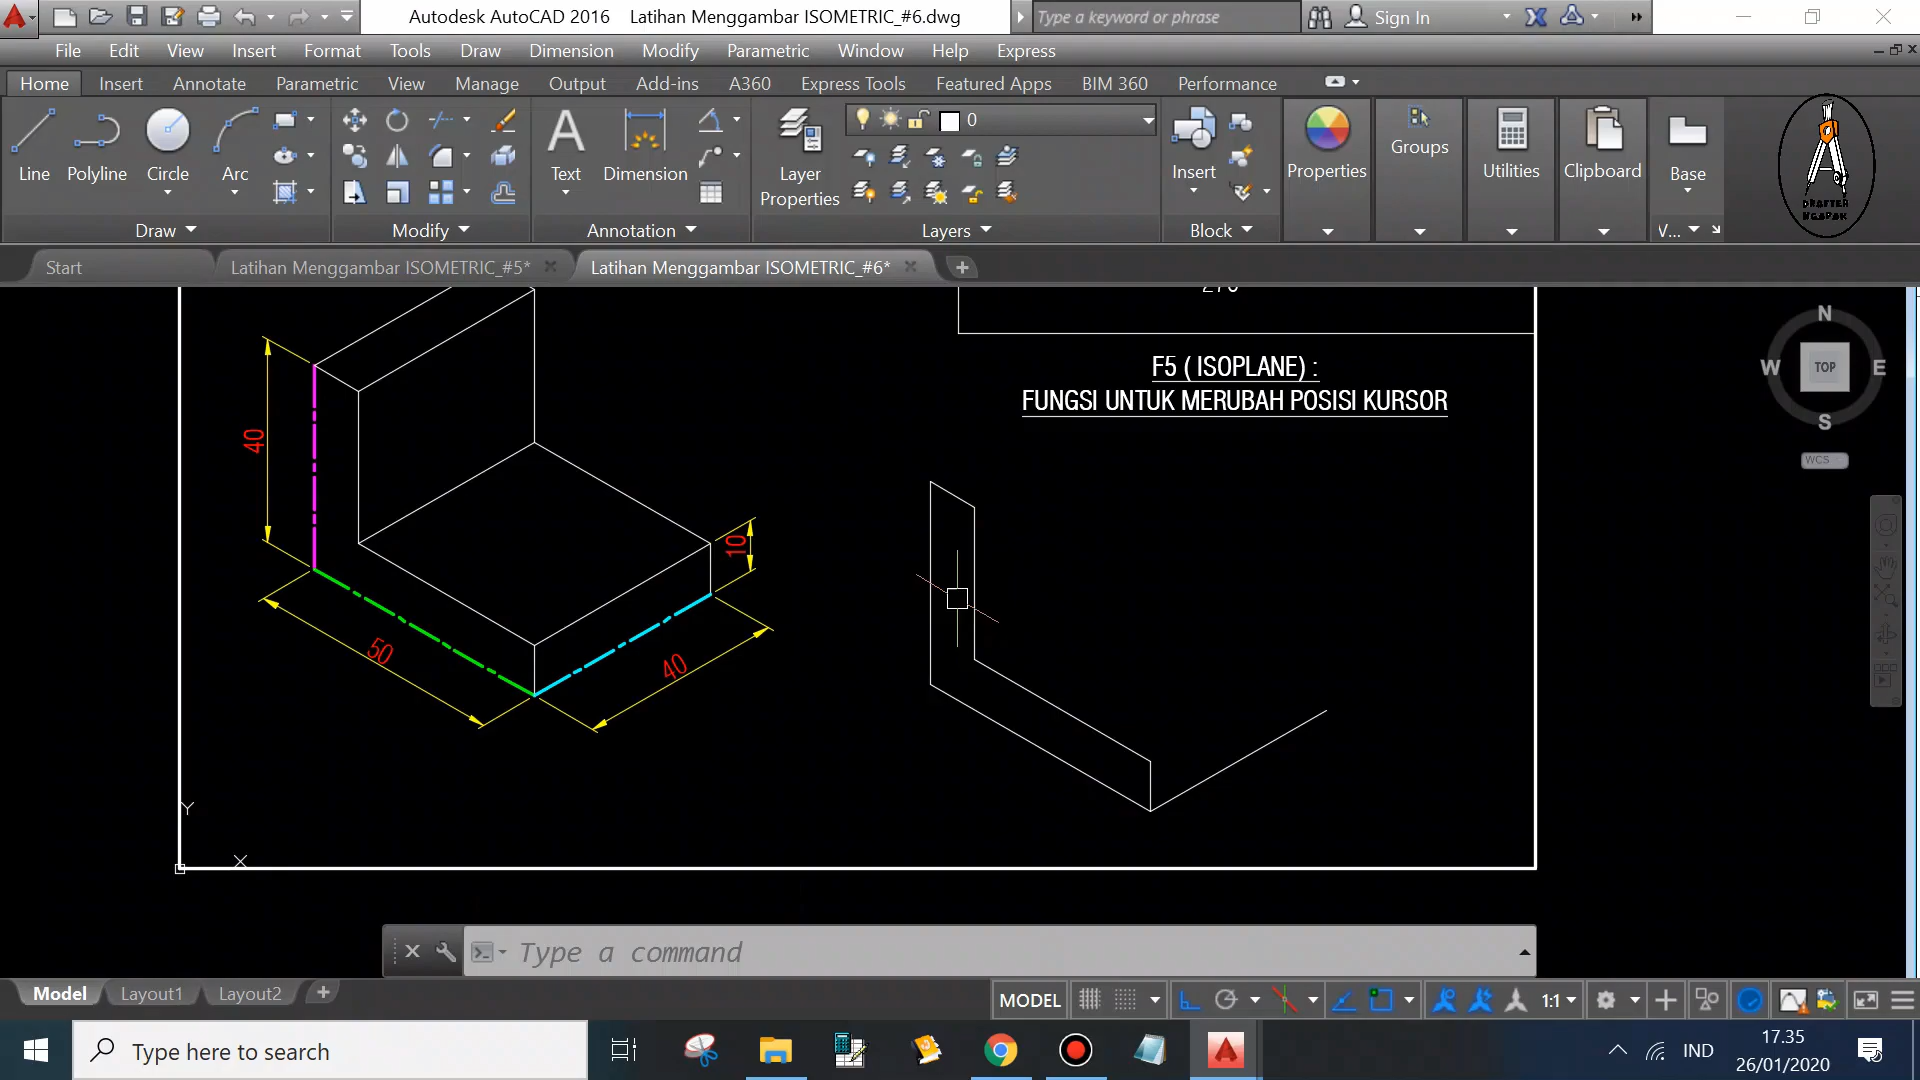 Autodesk AutoCAD 2016 Latihan Menggambar ISOMETRIC_#6.dwg
Type a keyword or phrase
Sign In
File Edit View Insert Format Tools Draw Dimension Modify Parametric Window Help Express
Home Insert Annotate Parametric View Manage Output Add-ins A360 Express Tools Featured Apps BIM 360 Performance
0
Line Polyline Circle Arc
Text Dimension
Layer Properties
Insert
Properties
Groups
Utilities
Clipboard
Base
DRAFTER
NGAPAK
Draw Modify Annotation Layers Block V...
Start Latihan Menggambar ISOMETRIC_#5* Latihan Menggambar ISOMETRIC_#6*
N
W TOP E
S
WCS
F5 ( ISOPLANE) :
FUNGSI UNTUK MERUBAH POSISI KURSOR
40
10
50
40
Y
X
Type a command
Model Layout1 Layout2
MODEL 1:1
Type here to search
IND
17.35
26/01/2020